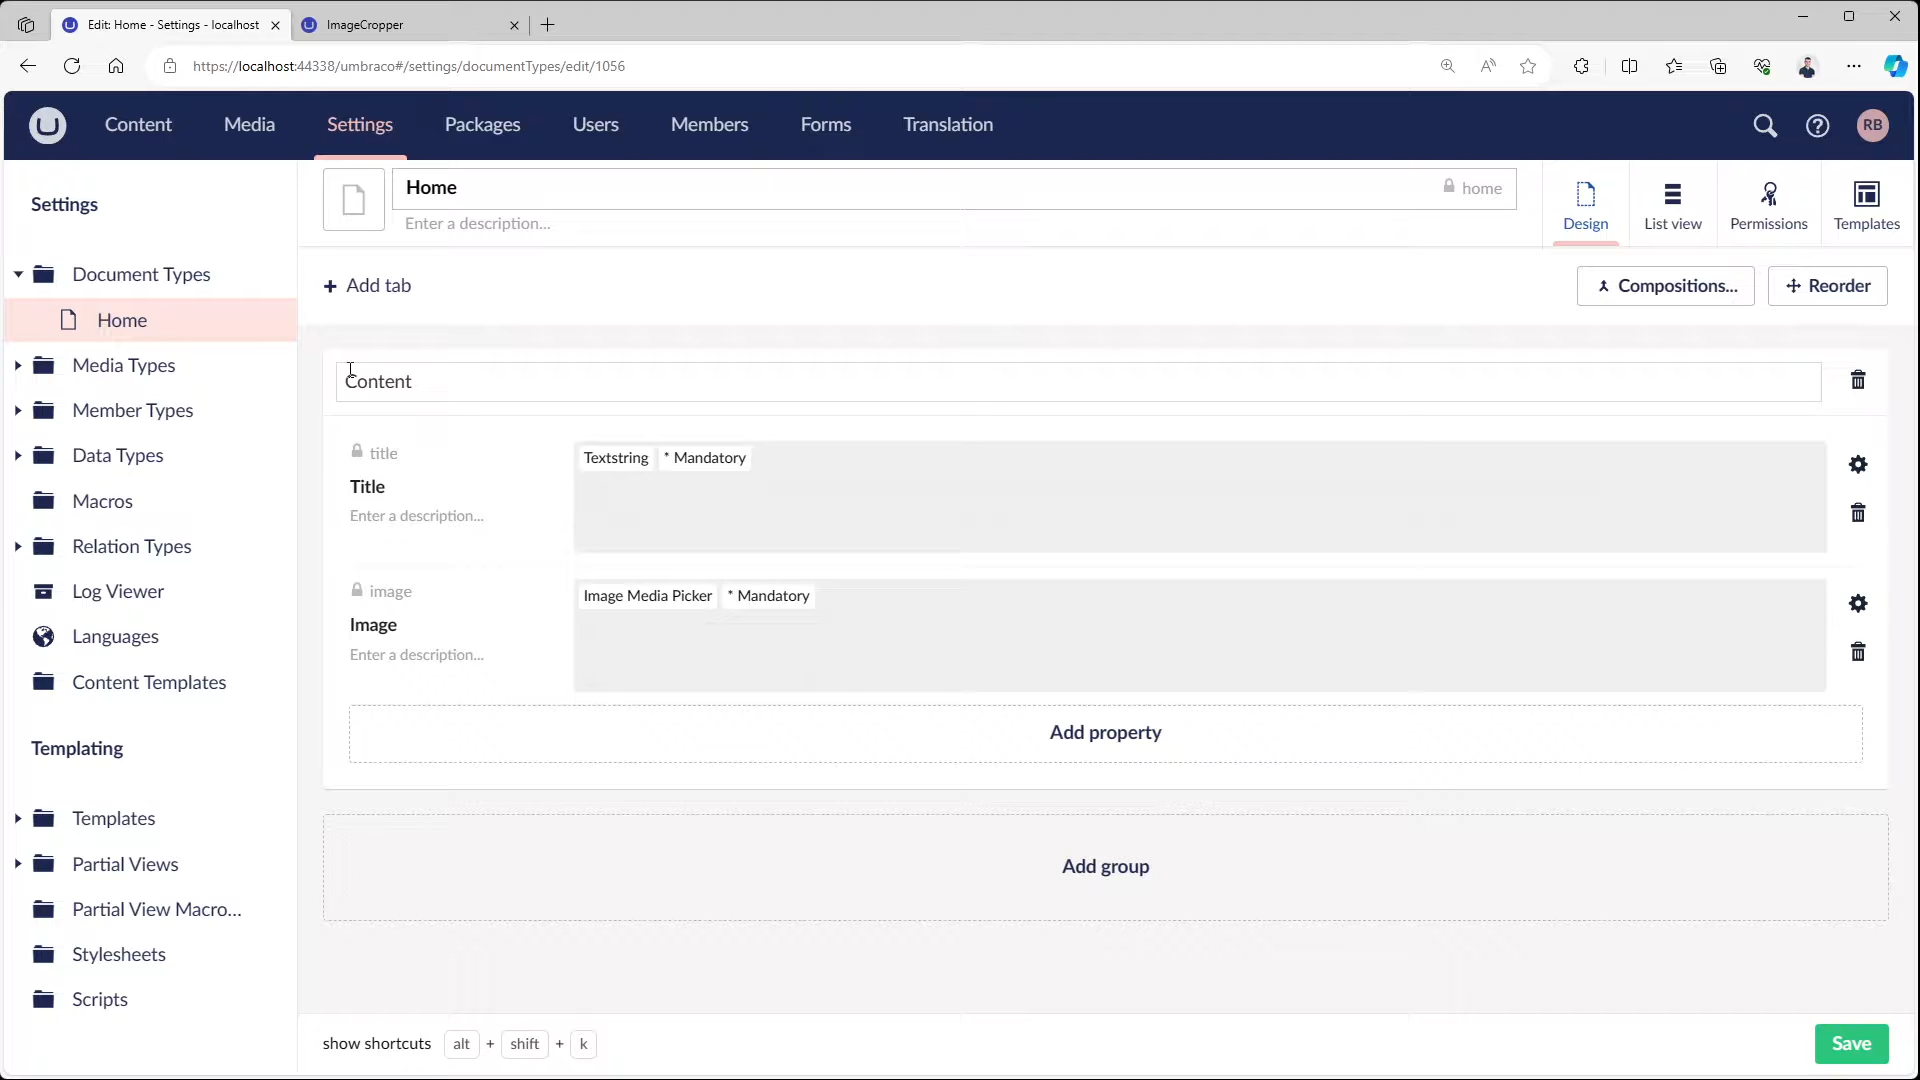 Edit: Home - Settings - localhost
ImageCropper
https://localhost:44338/umbraco#/settings/documentTypes/edit/1056
Content
Media
Settings
Packages
Users
Members
Forms
Translation
RB
Settings
Document Types
Home
Media Types
Member Types
Data Types
Macros
Relation Types
Log Viewer
Languages
Content Templates
Templating
Templates
Partial Views
Partial View Macro...
Stylesheets
Scripts
Home
home
Enter a description...
Design
List view
Permissions
Templates
+ Add tab
Compositions...
Reorder
Content
title
Title
Enter a description...
Textstring * Mandatory
image
Image
Enter a description...
Image Media Picker * Mandatory
Add property
Add group
show shortcuts alt + shift + k
Save